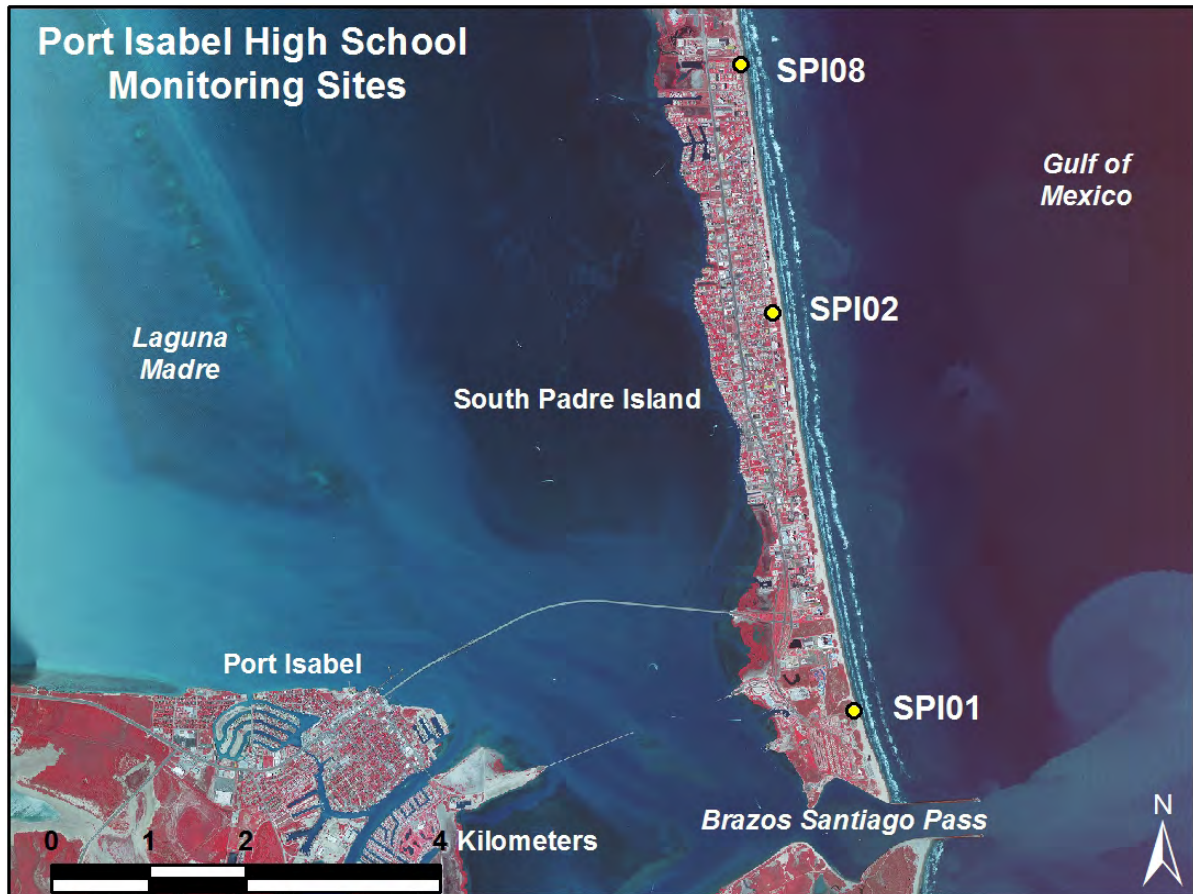 Port Isabel High School
Monitoring Sites
SPI08
Gulf of
Mexico
SPI02
Laguna
Madre
South Padre Island
Port Isabel
SPI01
Brazos Santiago Pass
N
0 1 2 4 Kilometers